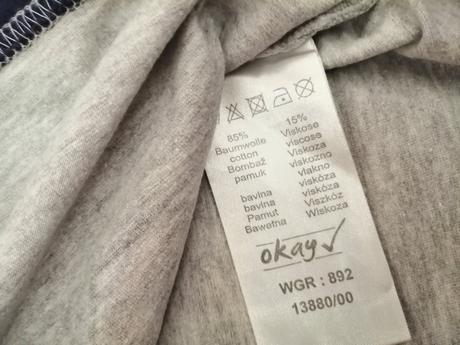 85%
Baumwolle
cotton
Bombaž
pamuk
bavlna
bavlna
Pamut
Bawełna
15%
Viskose
viscose
viskozno
vlakno
viskóza
viskóza
Viszkóz
Wiskoza
okay
WGR : 892
13880/00